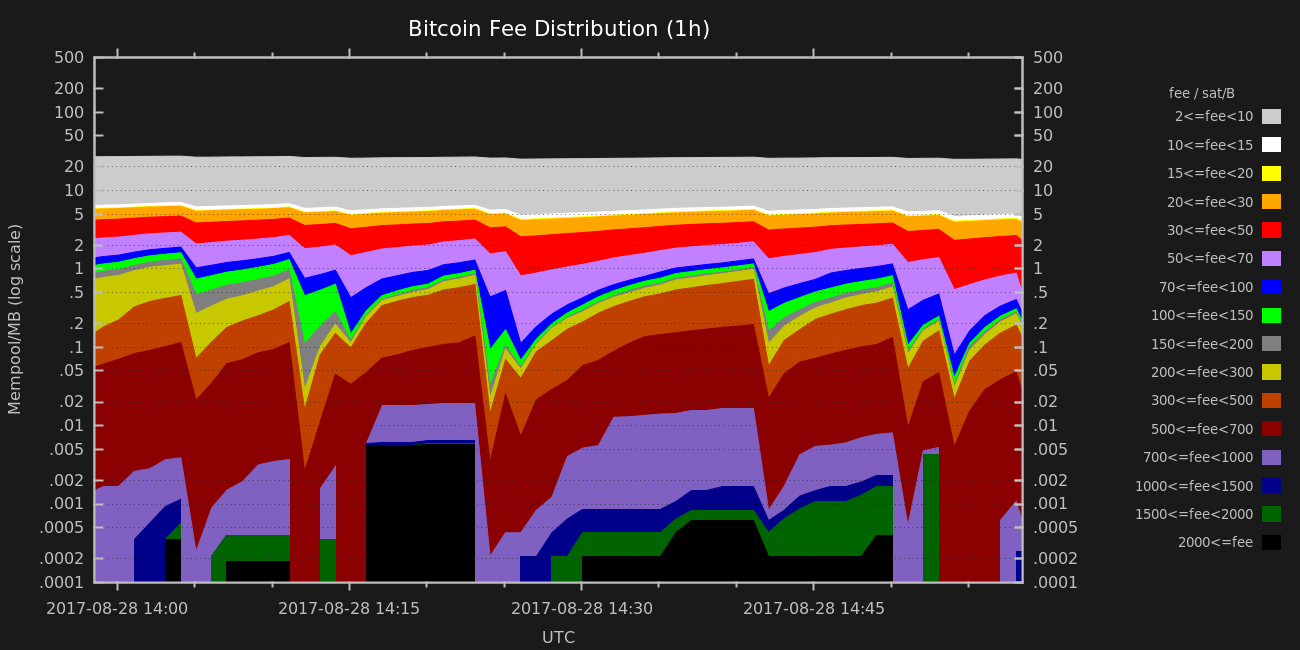 Bitcoin Fee Distribution (1h)
Mempool/MB (log scale)
500
200
100
50
20
10
5
2
1
.5
.2
.1
.05
.02
.01
.005
.002
.001
.0005
.0002
.0001
500
200
100
50
20
10
5
2
1
.5
.2
.1
.05
.02
.01
.005
.002
.001
.0005
.0002
.0001
2017-08-28 14:00
2017-08-28 14:15
2017-08-28 14:30
2017-08-28 14:45
UTC
fee / sat/B
2<=fee<10
10<=fee<15
15<=fee<20
20<=fee<30
30<=fee<50
50<=fee<70
70<=fee<100
100<=fee<150
150<=fee<200
200<=fee<300
300<=fee<500
500<=fee<700
700<=fee<1000
1000<=fee<1500
1500<=fee<2000
2000<=fee